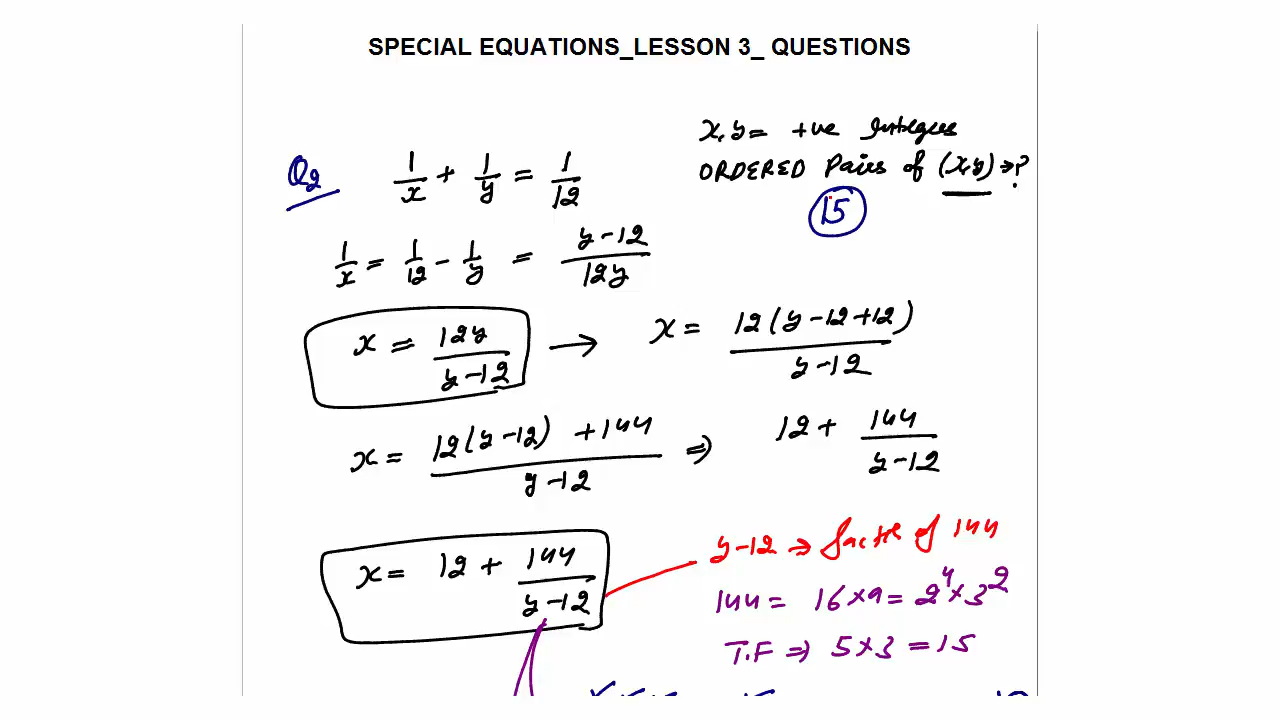 SPECIAL EQUATIONS_LESSON 3_ QUESTIONS
x,y = +ve Integers
ORDERED Pairs of (x,y) → ?
15
Q2 1/x + 1/y = 1/12
1/x = 1/12 - 1/y = y-12/12y
x = 12y/y-12 → x = 12(y-12+12)/y-12
x = 12(y-12)+144/y-12 ⇒ 12 + 144/y-12
x = 12 + 144/y-12
y-12 ⇒ factor of 144
144 = 16×9 = 2^4×3^2
T.F ⇒ 5×3 = 15